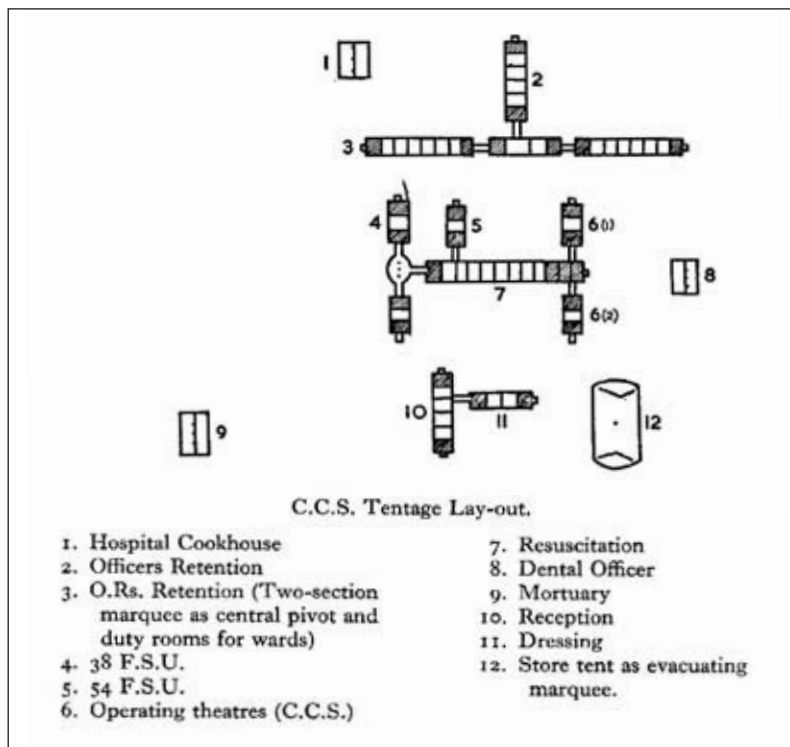 1
2
3
4
5
6(1)
7
8
6(2)
9
10
11
12
C.C.S. Tentage Lay-out.
1. Hospital Cookhouse
2. Officers Retention
3. O.Rs. Retention (Two-section
marquee as central pivot and
duty rooms for wards)
4. 38 F.S.U.
5. 54 F.S.U.
6. Operating theatres (C.C.S.)
7. Resuscitation
8. Dental Officer
9. Mortuary
10. Reception
11. Dressing
12. Store tent as evacuating
marquee.